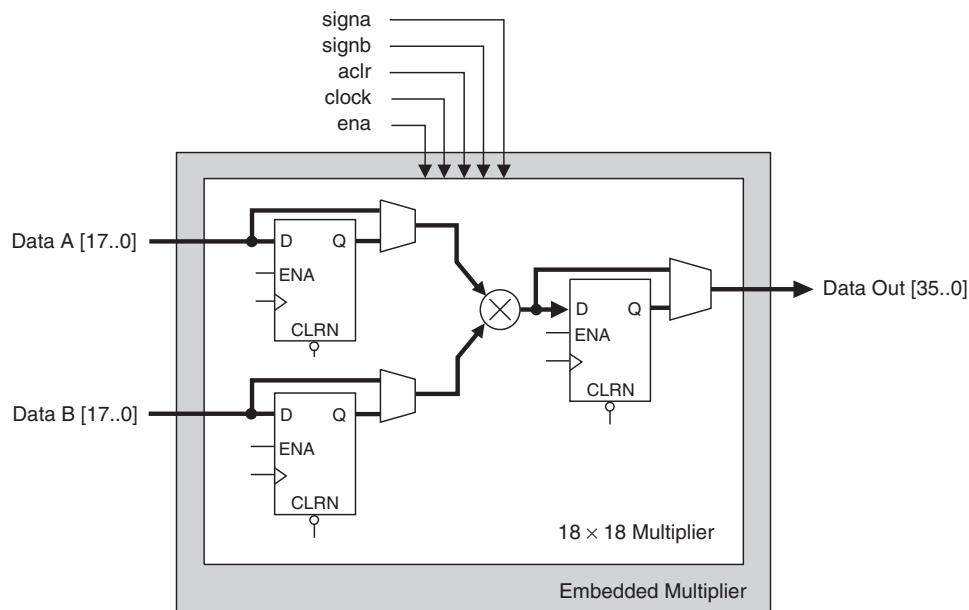 signa
signb
aclr
clock
ena
Data A [17..0]
D Q
ENA
CLRN
Data Out [35..0]
D Q
ENA
CLRN
Data B [17..0]
D Q
ENA
CLRN
18 × 18 Multiplier
Embedded Multiplier